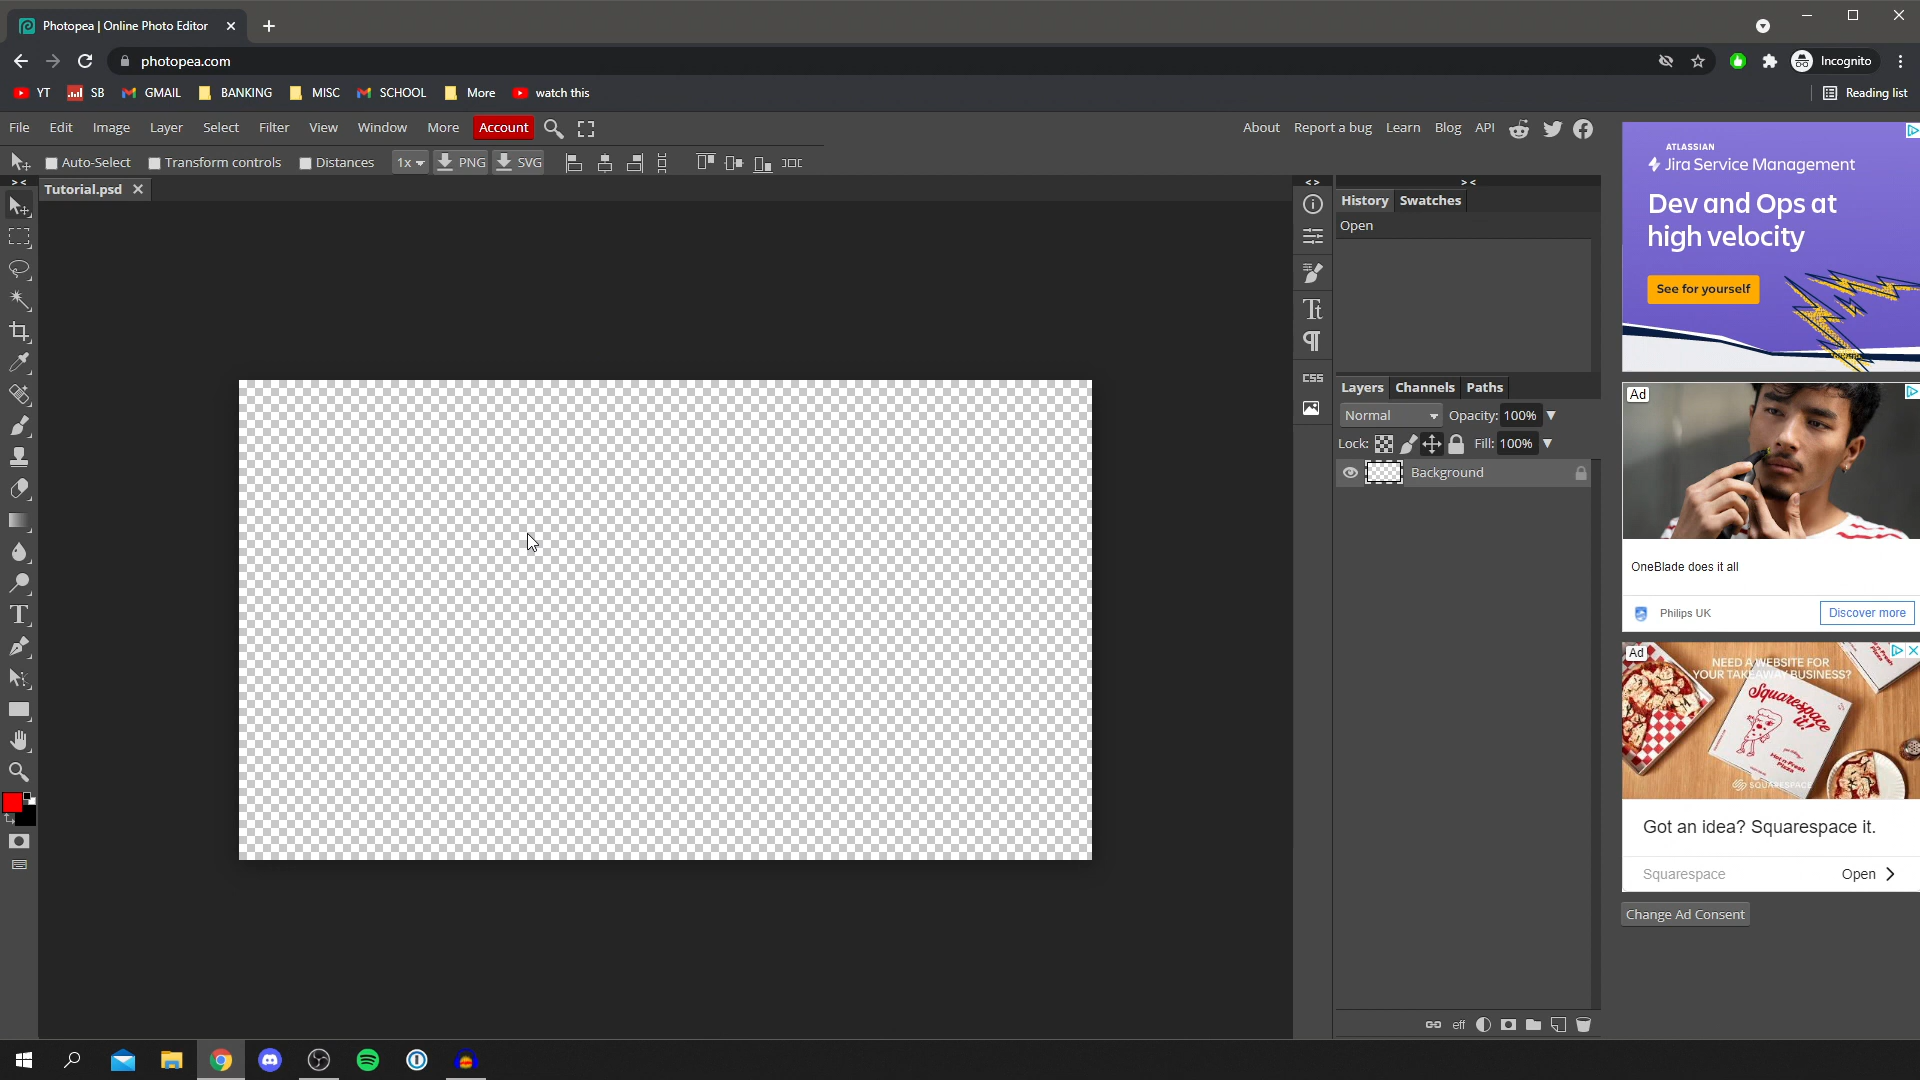 Photopea | Online Photo Editor
photopea.com
Incognito
YT SB GMAIL BANKING MISC SCHOOL More watch this Reading list
File Edit Image Layer Select Filter View Window More Account About Report a bug Learn Blog API
Auto-Select Transform controls Distances 1x PNG SVG
Tutorial.psd
History Swatches
Open
CSS
Layers Channels Paths
Normal Opacity: 100%
Lock: Fill: 100%
Background
eff
ATLASSIAN
Jira Service Management
Dev and Ops at
high velocity
See for yourself
Ad
OneBlade does it all
Philips UK Discover more
Ad
NEED A WEBSITE FOR
YOUR TAKEAWAY BUSINESS?
Squarespace
it!
Hot n Fresh
Pizza
SQUARESPACE
Got an idea? Squarespace it.
Squarespace Open
Change Ad Consent